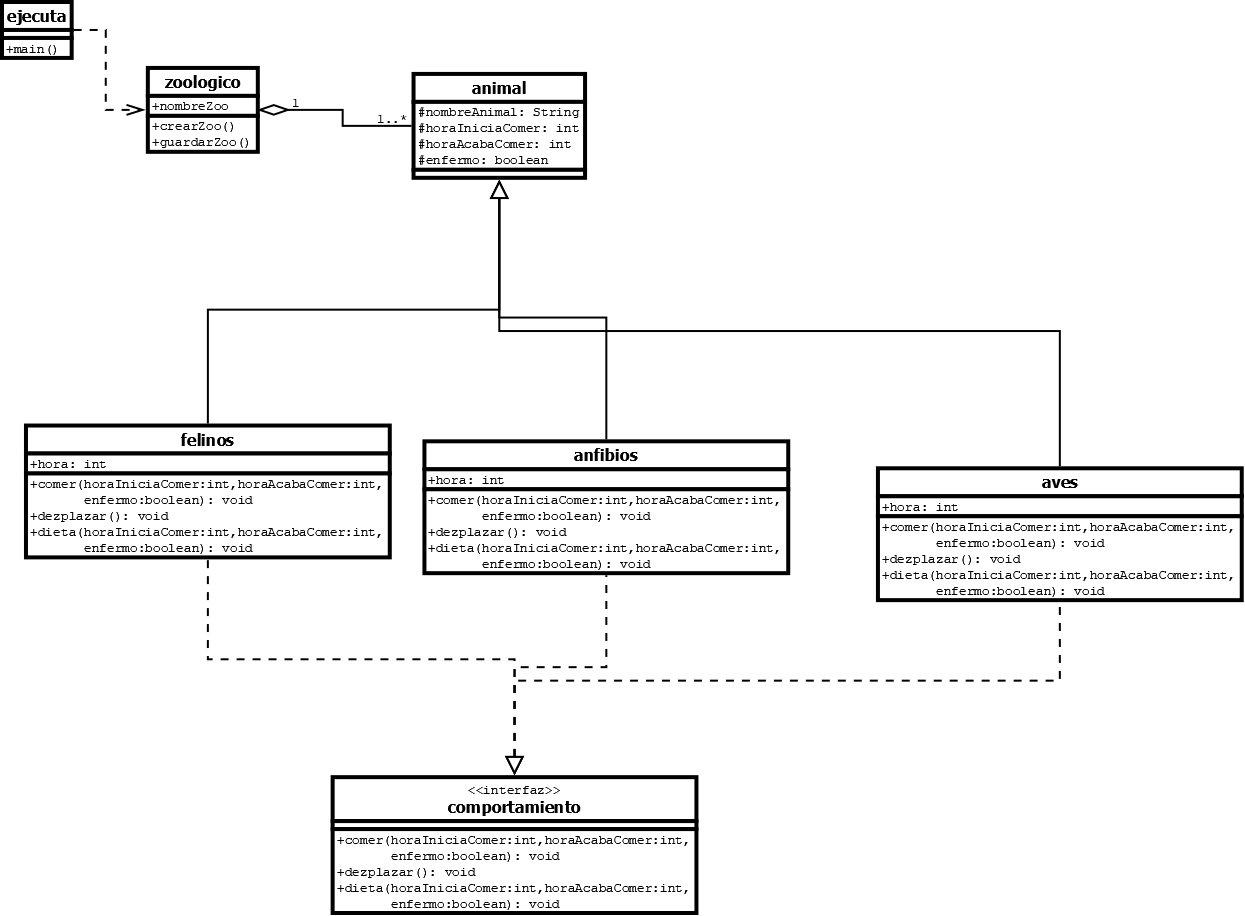 ejecuta
+main()
zoologico
+nombreZoo
+crearZoo()
+guardarZoo()
1
1..*
animal
#nombreAnimal: String
#horaIniciaComer: int
#horaAcabaComer: int
#enfermo: boolean
felinos
+hora: int
+comer(horaIniciaComer:int,horaAcabaComer:int,
enfermo:boolean): void
+dezplazar(): void
+dieta(horaIniciaComer:int,horaAcabaComer:int,
enfermo:boolean): void
anfibios
+hora: int
+comer(horaIniciaComer:int,horaAcabaComer:int,
enfermo:boolean): void
+dezplazar(): void
+dieta(horaIniciaComer:int,horaAcabaComer:int,
enfermo:boolean): void
aves
+hora: int
+comer(horaIniciaComer:int,horaAcabaComer:int,
enfermo:boolean): void
+dezplazar(): void
+dieta(horaIniciaComer:int,horaAcabaComer:int,
enfermo:boolean): void
<<interfaz>>
comportamiento
+comer(horaIniciaComer:int,horaAcabaComer:int,
enfermo:boolean): void
+dezplazar(): void
+dieta(horaIniciaComer:int,horaAcabaComer:int,
enfermo:boolean): void